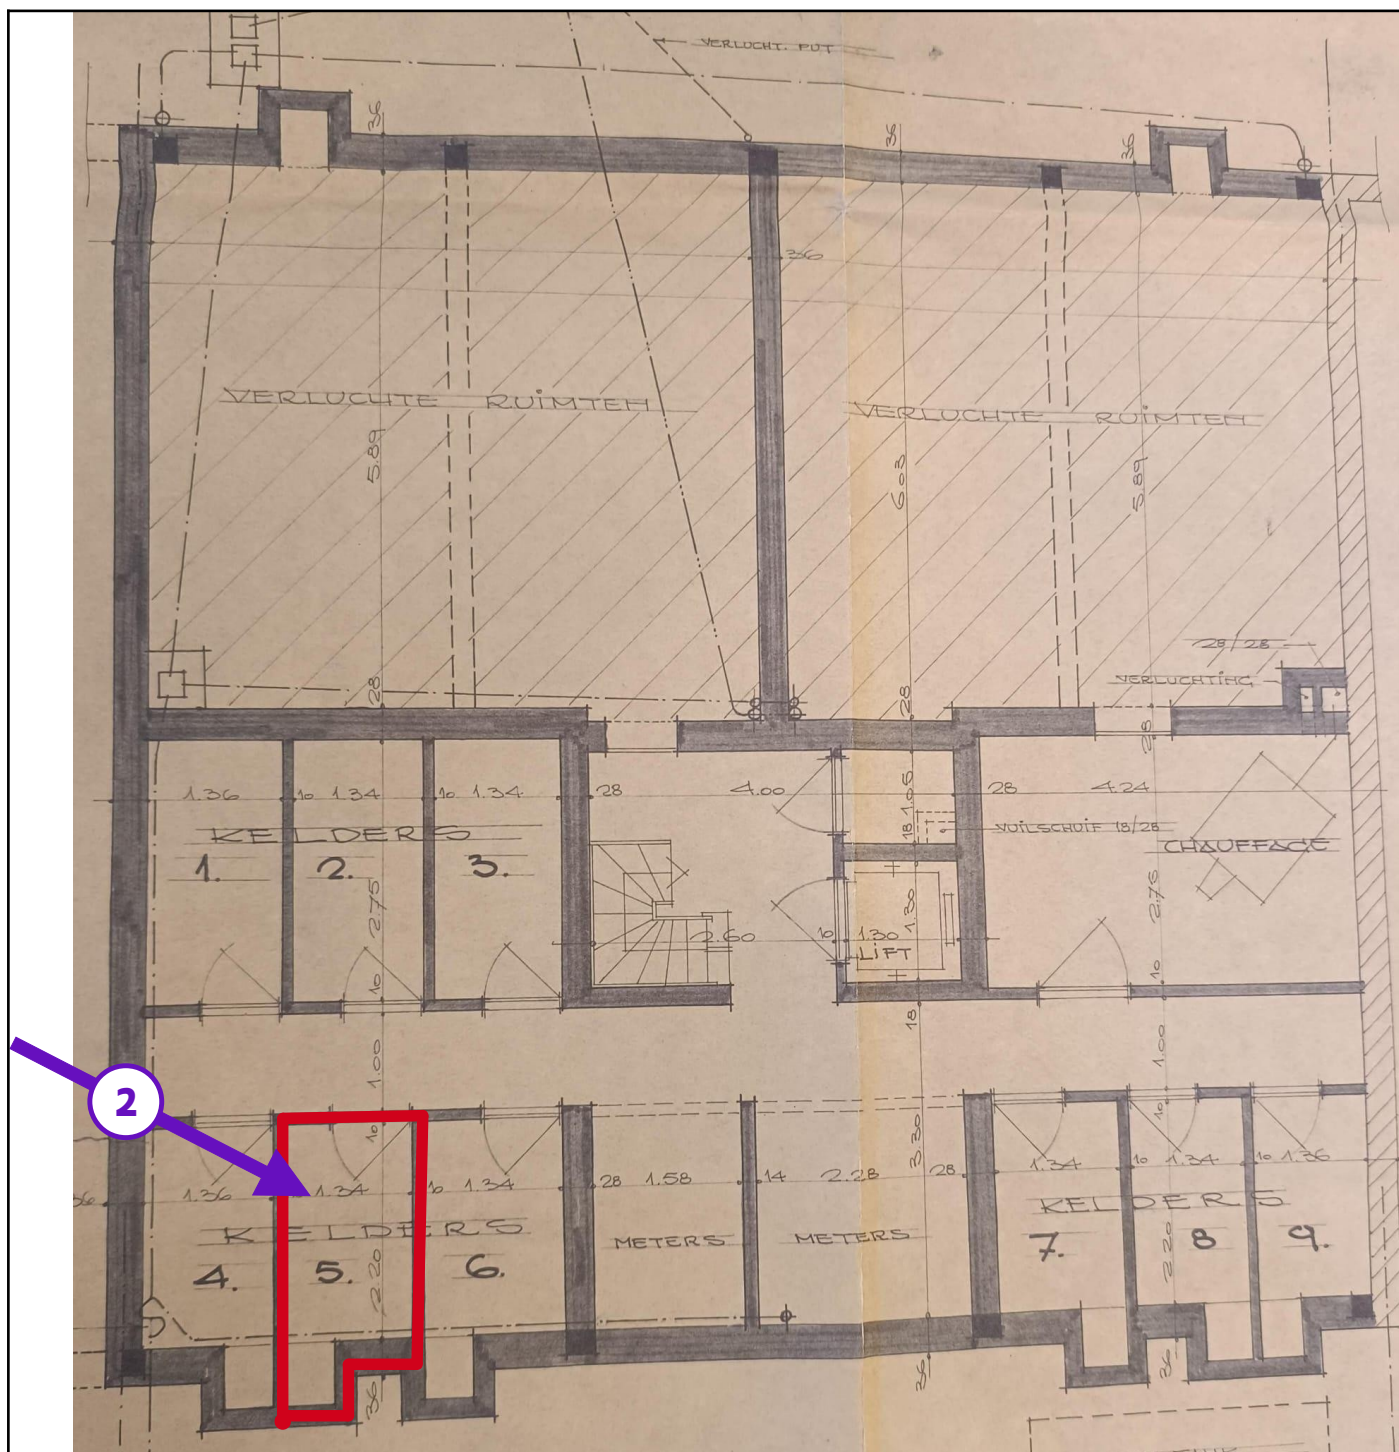 VERLUCHT. PUT
36
36
36
36
VERLUCHTE RUIMTEN
VERLUCHTE RUIMTEN
5.89
6.03
5.89
28/28
VERLUCHTING
28
28
28
1.36 10 1.34 10 1.34 28 4.00 28 4.24
1.05
18
VUILSCHUIF 18/28
KELDERS
CHAUFFAGE
1. 2. 3.
2.75
1.30
2.75
2.60 10 1.30
LIFT
10
10
18
1.00
1.00
2
10
10
3.30
36 1.36 1.34 10 1.34 28 1.58 14 2.28 28 1.34 10 1.34 10 1.36
KELDERS
KELDERS
METERS METERS
4. 5. 6.
7. 8 9.
2.20
2.20
36
36
36